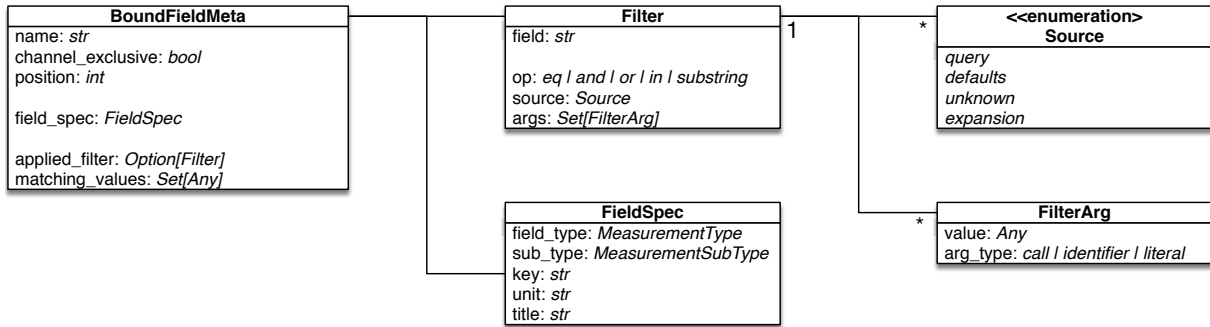 BoundFieldMeta
name: str
channel_exclusive: bool
position: int
field_spec: FieldSpec
applied_filter: Option[Filter]
matching_values: Set[Any]
Filter
field: str
op: eq | and | or | in | substring
source: Source
args: Set[FilterArg]
1
*
<<enumeration>
Source
query
defaults
unknown
expansion
FieldSpec
field_type: MeasurementType
sub_type: MeasurementSubType
key: str
unit: str
title: str
*
FilterArg
value: Any
arg_type: call | identifier | literal